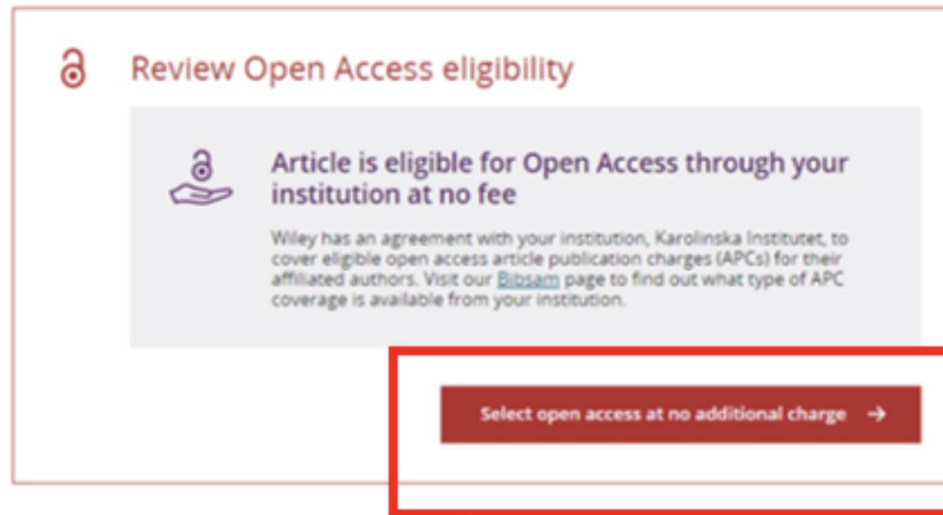 Review Open Access eligibility
Article is eligible for Open Access through your
institution at no fee
Wiley has an agreement with your institution, Karolinska Institutet, to
cover eligible open access article publication charges (APCs) for their
affiliated authors. Visit our Bibsam page to find out what type of APC
coverage is available from your institution.
Select open access at no additional charge →